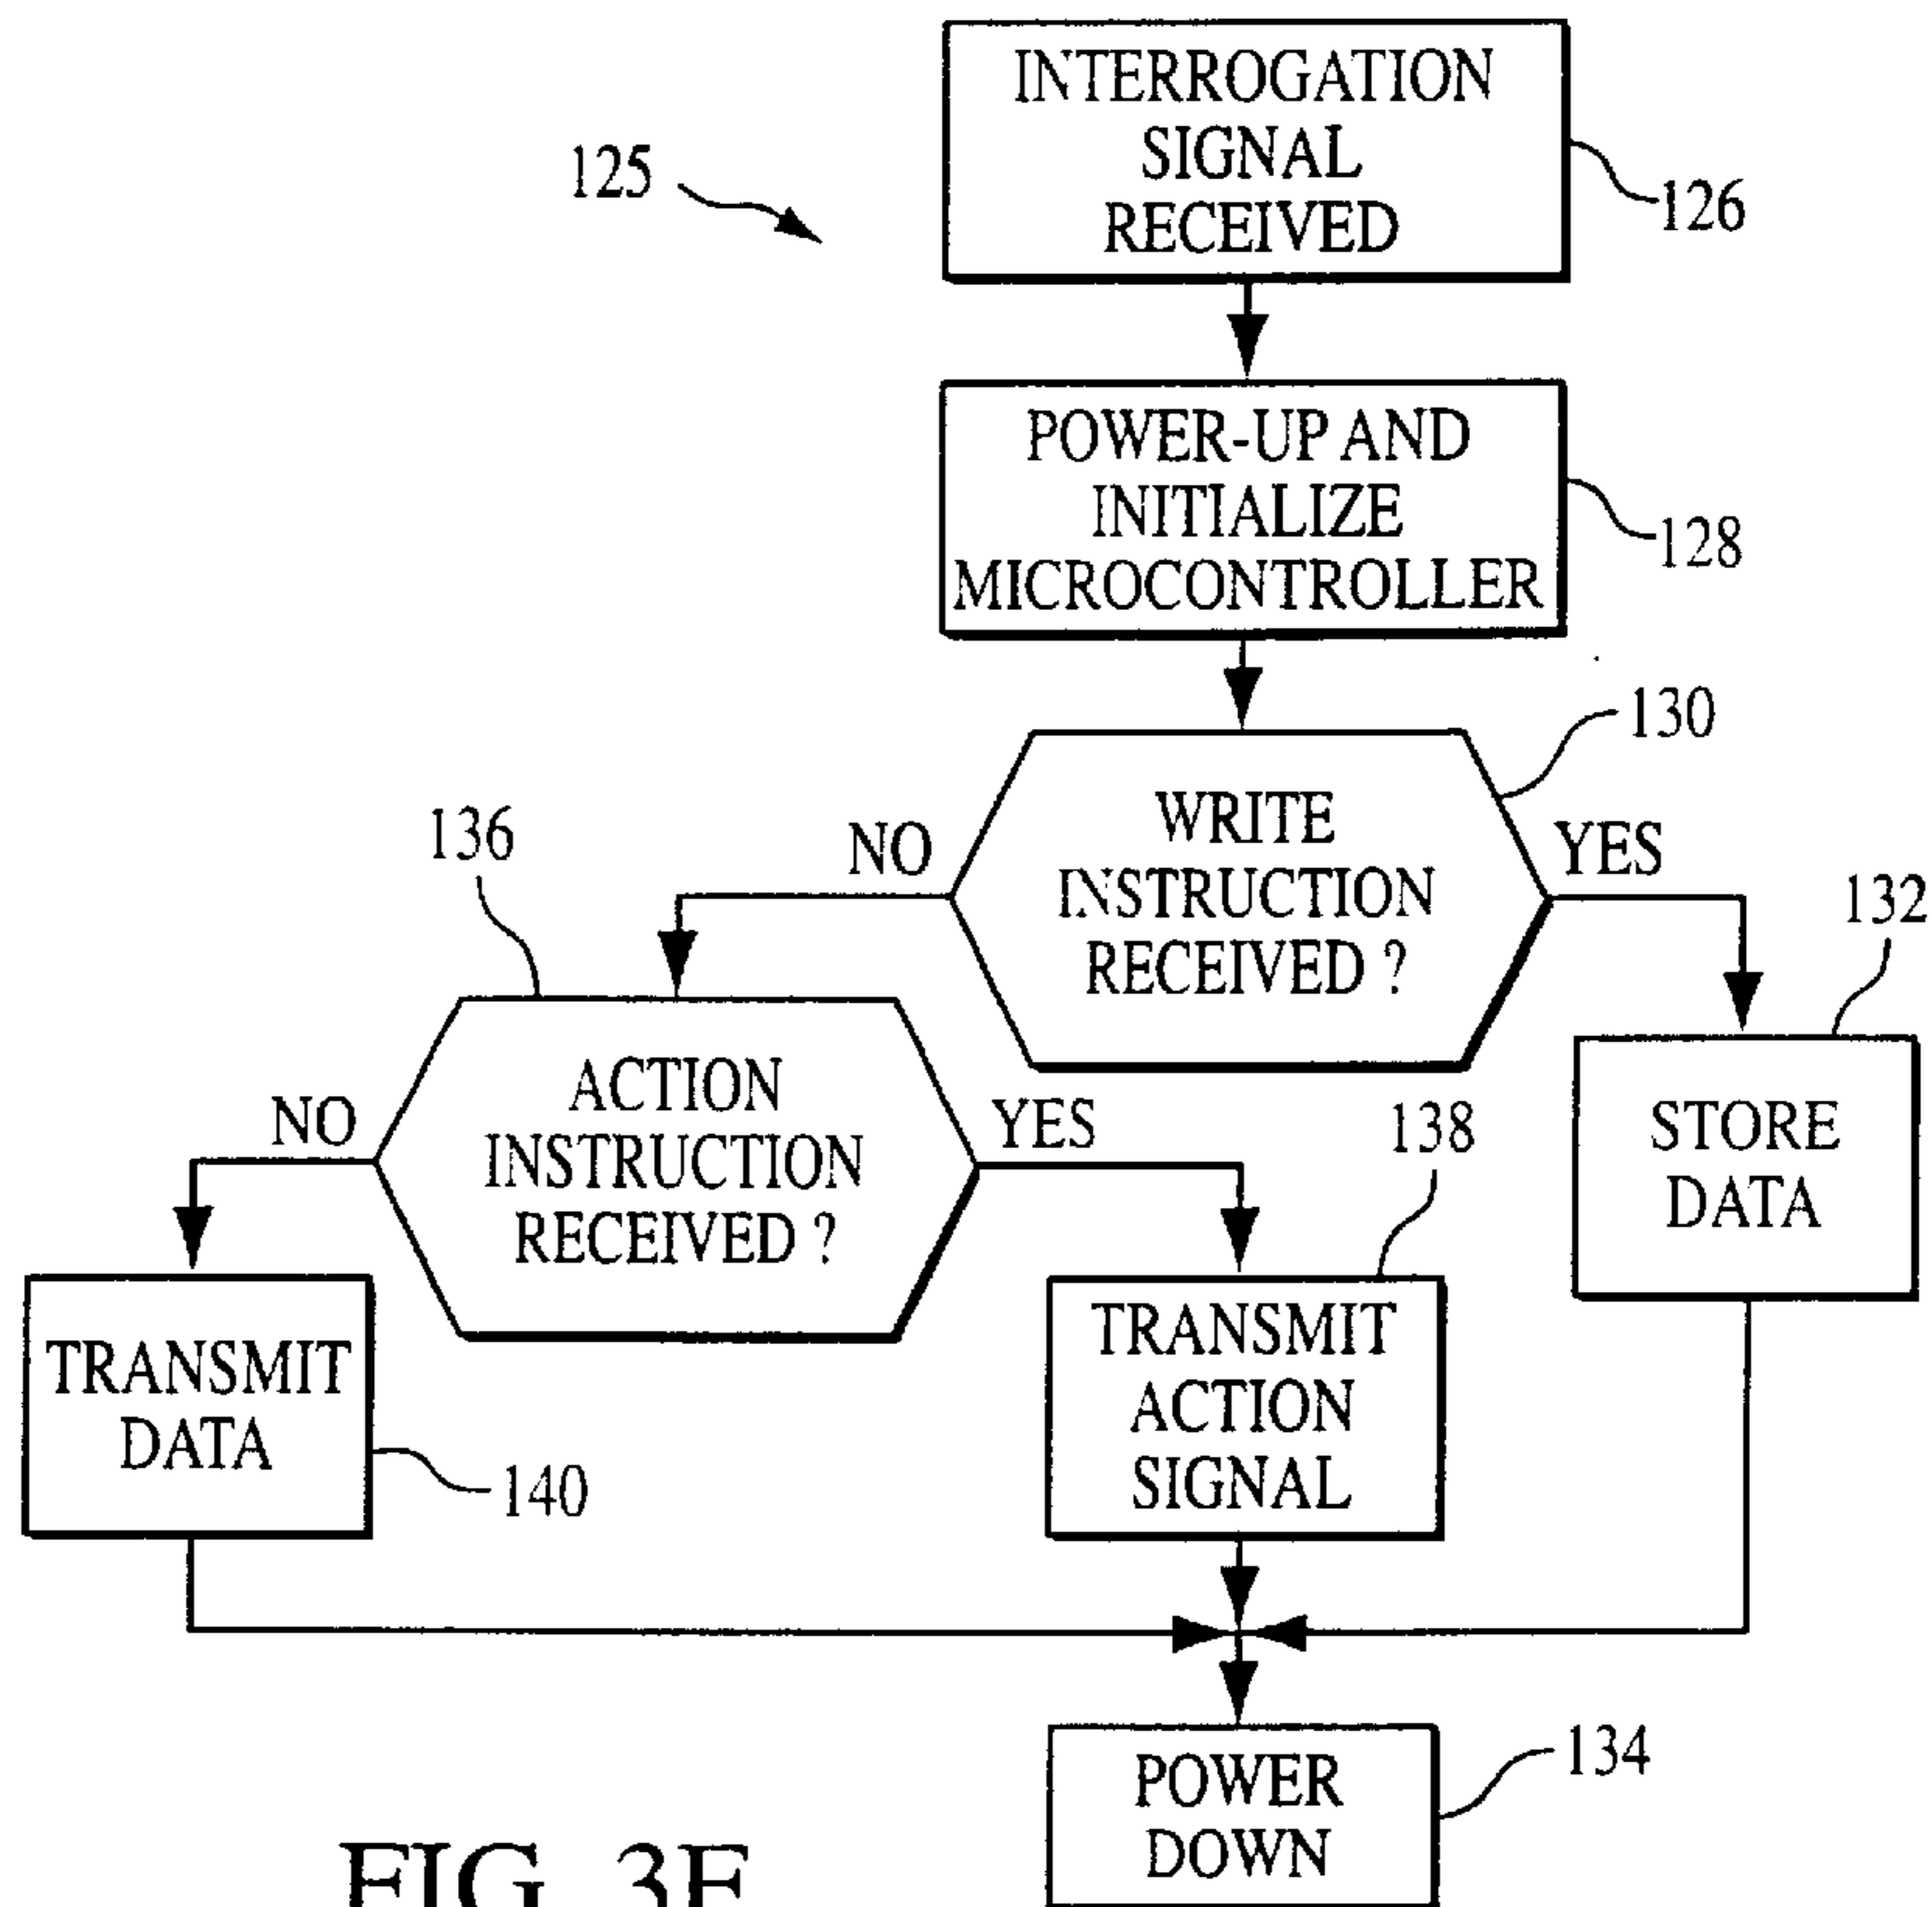 INTERROGATION
SIGNAL
RECEIVED
125
126
POWER-UP AND
INITIALIZE
MICROCONTROLLER
128
130
WRITE
INSTRUCTION
RECEIVED ?
NO
YES
136
132
ACTION
INSTRUCTION
RECEIVED ?
NO
YES
138
STORE
DATA
TRANSMIT
DATA
140
TRANSMIT
ACTION
SIGNAL
POWER
DOWN
134